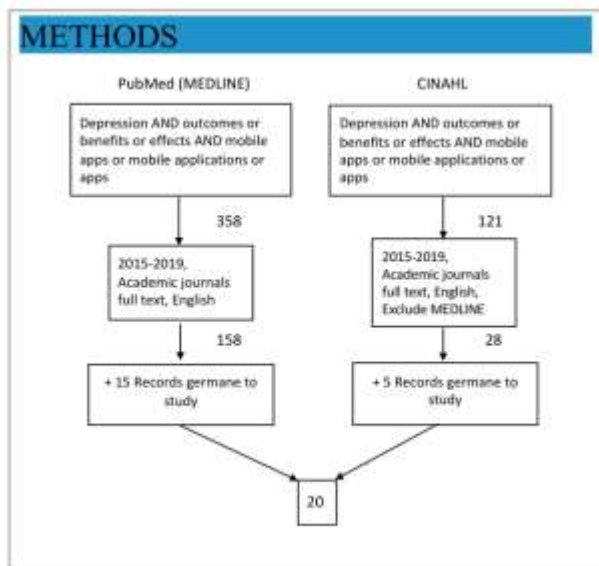 METHODS
PubMed (MEDLINE)
Depression AND outcomes or
benefits or effects AND mobile
apps or mobile applications or
apps
358
2015-2019,
Academic journals
full text, English
158
+ 15 Records germane to
study
CINAHL
Depression AND outcomes or
benefits or effects AND mobile
apps or mobile applications or
apps
121
2015-2019,
Academic journals
full text, English,
Exclude MEDLINE
28
+ 5 Records germane to
study
20